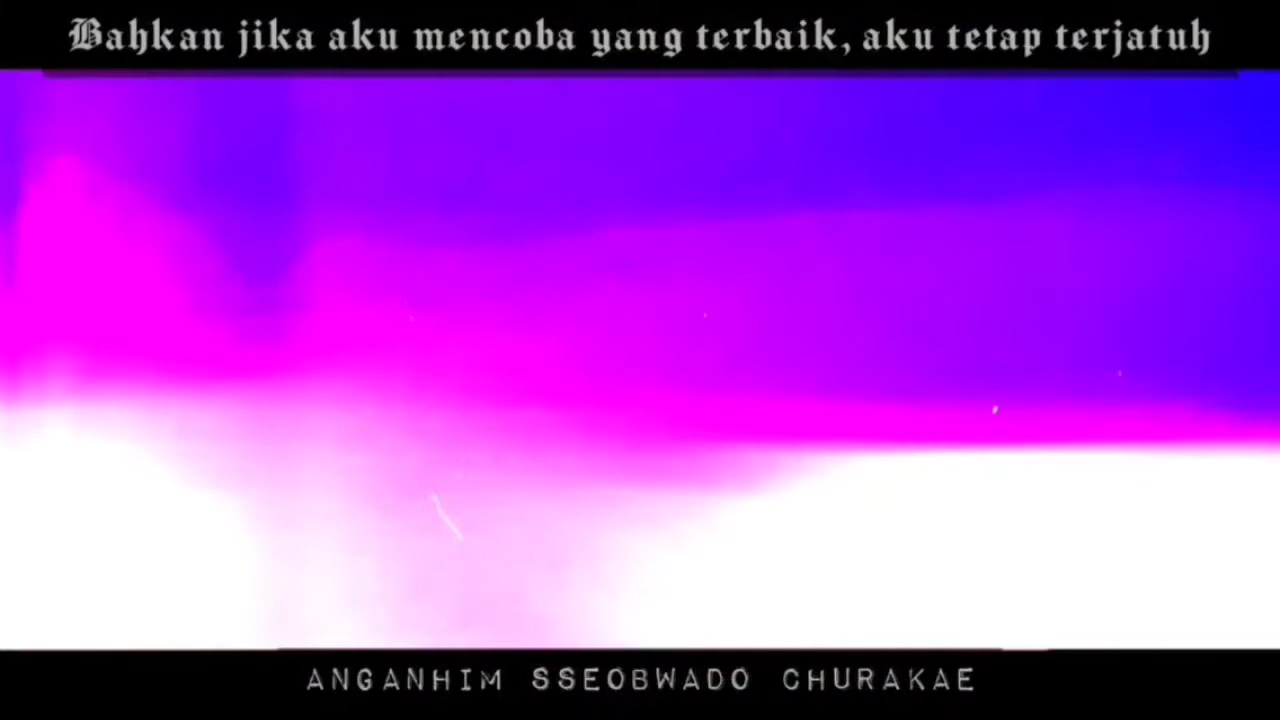 Bahkan jika aku mencoba yang terbaik, aku tetap terjatuh
ANGANHIM SSEOBWADO CHURAKAE